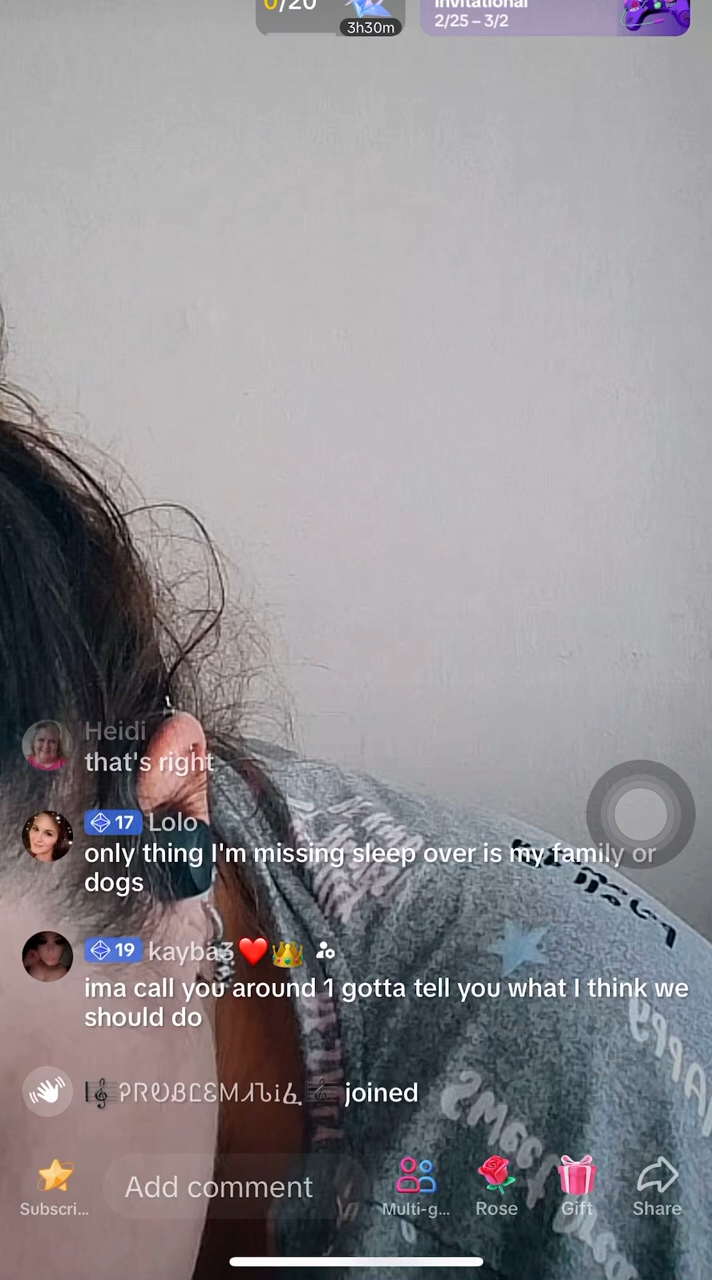 0/20
3h30m
Invitational
2/25 – 3/2
Heidi
that's right
17 Lolo
only thing I'm missing sleep over is my family or
dogs
19 kayba3❤️👑
ima call you around 1 gotta tell you what I think we
should do
joined
Add comment
Subscri...
Multi-g...
Rose
Gift
Share